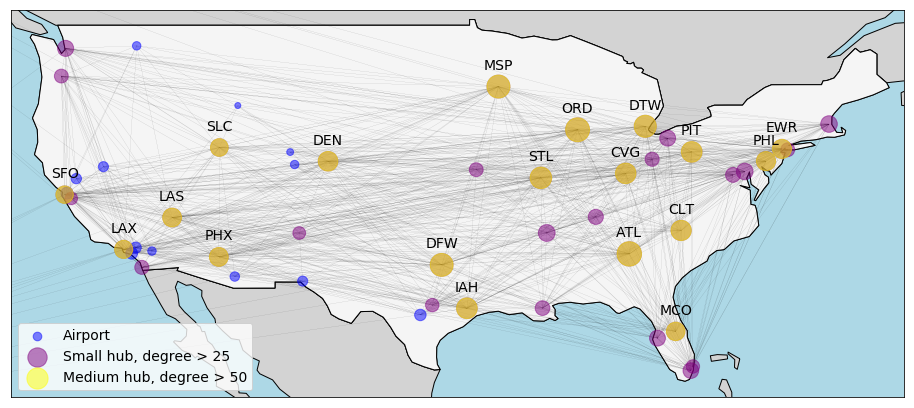 MSP
ORD
DTW
SLC
DEN
STL
CVG
PIT
EWR
PHL
SFO
LAS
LAX
PHX
DFW
IAH
ATL
CLT
MCO
Airport
Small hub, degree > 25
Medium hub, degree > 50